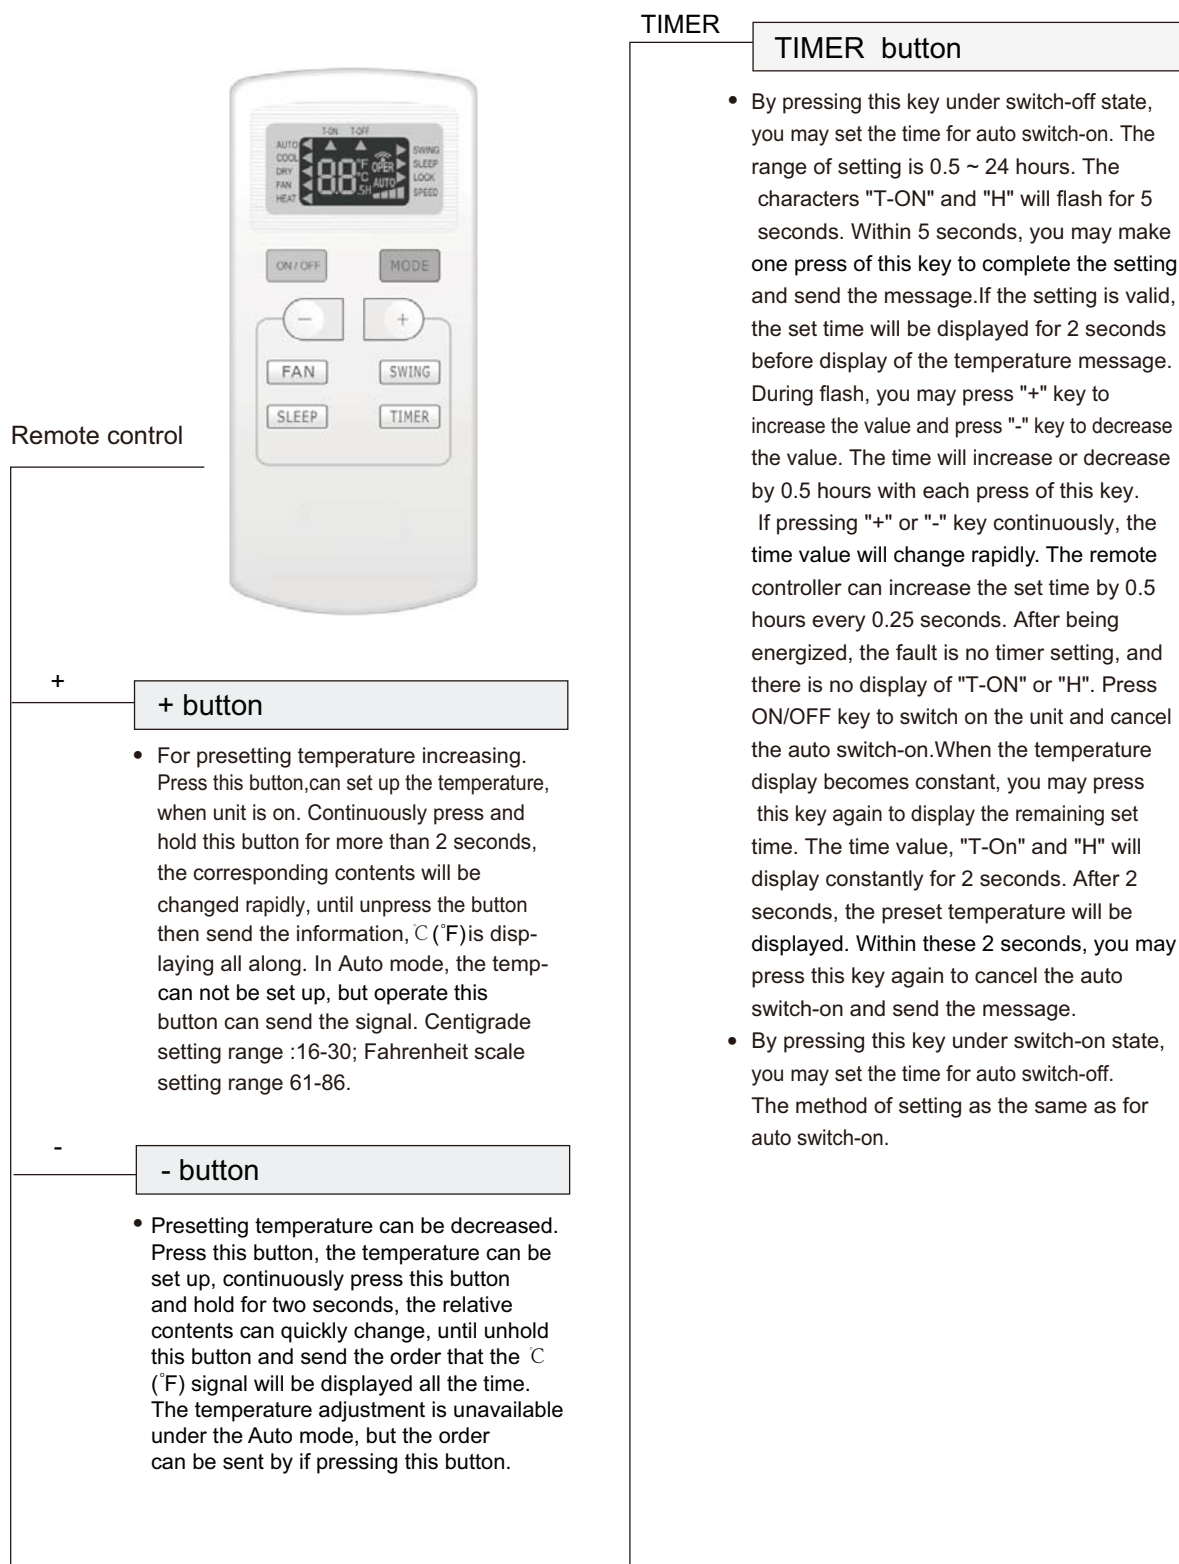 T-ON T-OFF
AUTO
COOL
DRY
FAN
HEAT
88
°F
°C
.5H
OPER
AUTO
SWING
SLEEP
LOCK
SPEED
ON/OFF
MODE
-
+
FAN
SWING
SLEEP
TIMER
Remote control
+
+ button
• For presetting temperature increasing.
Press this button,can set up the temperature,
when unit is on. Continuously press and
hold this button for more than 2 seconds,
the corresponding contents will be
changed rapidly, until unpress the button
then send the information,℃(°F)is disp-
laying all along. In Auto mode, the temp-
can not be set up, but operate this
button can send the signal. Centigrade
setting range :16-30; Fahrenheit scale
setting range 61-86.
-
- button
• Presetting temperature can be decreased.
Press this button, the temperature can be
set up, continuously press this button
and hold for two seconds, the relative
contents can quickly change, until unhold
this button and send the order that the ℃
(°F) signal will be displayed all the time.
The temperature adjustment is unavailable
under the Auto mode, but the order
can be sent by if pressing this button.
TIMER
TIMER button
• By pressing this key under switch-off state,
you may set the time for auto switch-on. The
range of setting is 0.5 ~ 24 hours. The
characters "T-ON" and "H" will flash for 5
seconds. Within 5 seconds, you may make
one press of this key to complete the setting
and send the message.If the setting is valid,
the set time will be displayed for 2 seconds
before display of the temperature message.
During flash, you may press "+" key to
increase the value and press "-" key to decrease
the value. The time will increase or decrease
by 0.5 hours with each press of this key.
If pressing "+" or "-" key continuously, the
time value will change rapidly. The remote
controller can increase the set time by 0.5
hours every 0.25 seconds. After being
energized, the fault is no timer setting, and
there is no display of "T-ON" or "H". Press
ON/OFF key to switch on the unit and cancel
the auto switch-on.When the temperature
display becomes constant, you may press
this key again to display the remaining set
time. The time value, "T-On" and "H" will
display constantly for 2 seconds. After 2
seconds, the preset temperature will be
displayed. Within these 2 seconds, you may
press this key again to cancel the auto
switch-on and send the message.
• By pressing this key under switch-on state,
you may set the time for auto switch-off.
The method of setting as the same as for
auto switch-on.